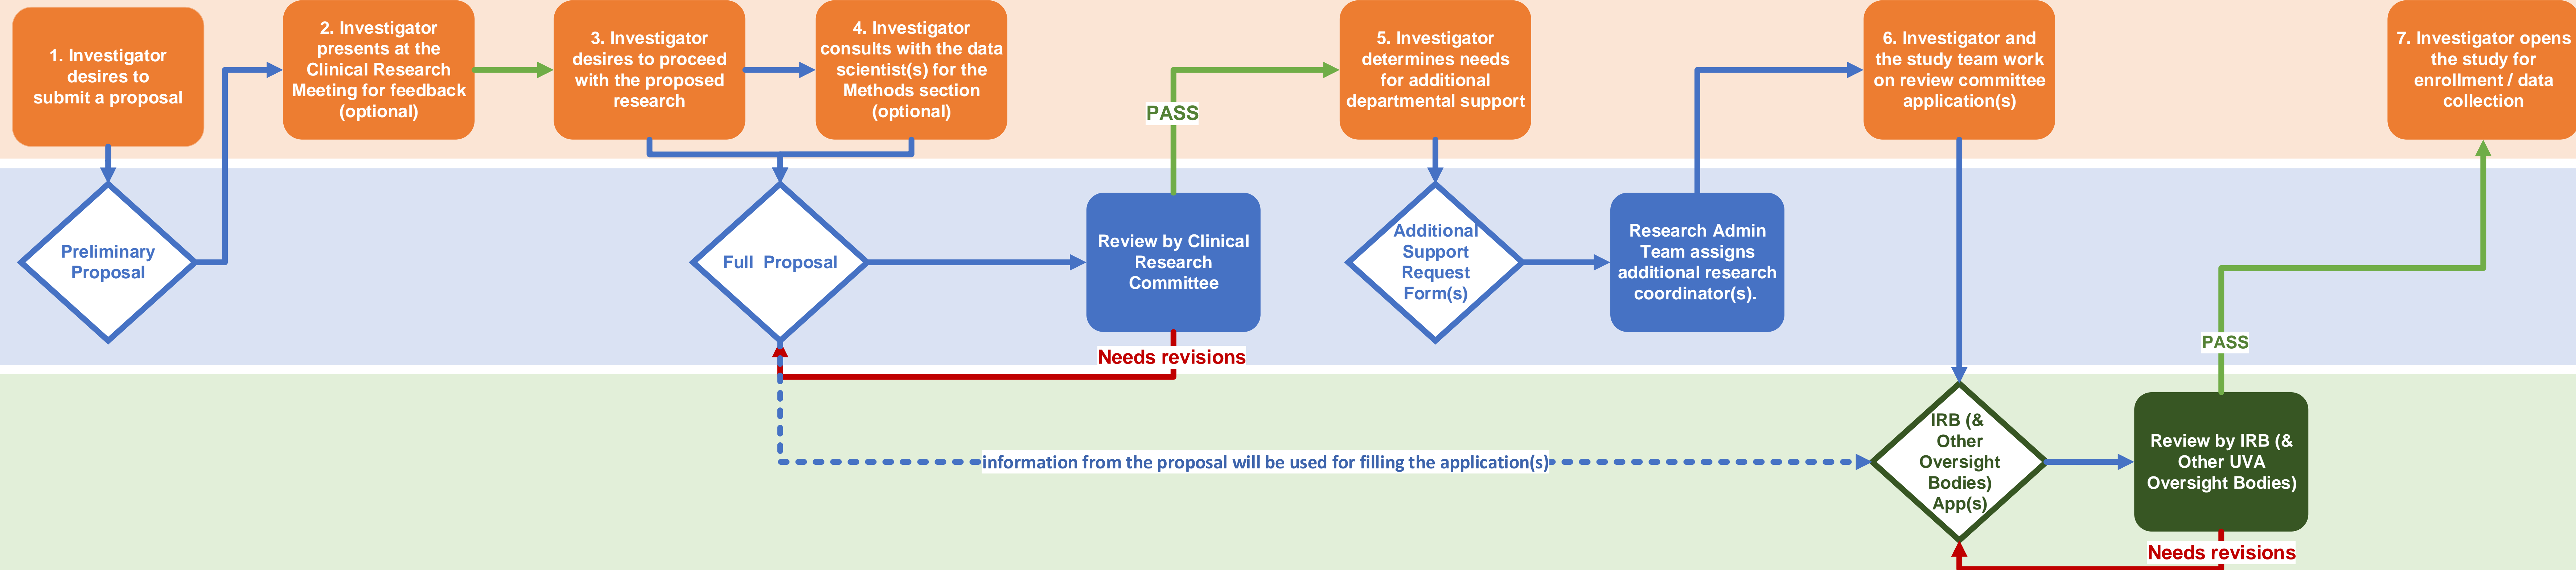 1. Investigator
desires to
submit a proposal
2. Investigator
presents at the
Clinical Research
Meeting for feedback
(optional)
3. Investigator
desires to proceed
with the proposed
research
4. Investigator
consults with the data
scientist(s) for the
Methods section
(optional)
5. Investigator
determines needs
for additional
departmental support
6. Investigator and
the study team work
on review committee
application(s)
7. Investigator opens
the study for
enrollment / data
collection
PASS
Preliminary
Proposal
Full Proposal
Review by Clinical
Research
Committee
Additional
Support
Request
Form(s)
Research Admin
Team assigns
additional research
coordinator(s).
Needs revisions
PASS
information from the proposal will be used for filling the application(s)
IRB (&
Other
Oversight
Bodies)
App(s)
Review by IRB (&
Other UVA
Oversight Bodies)
Needs revisions